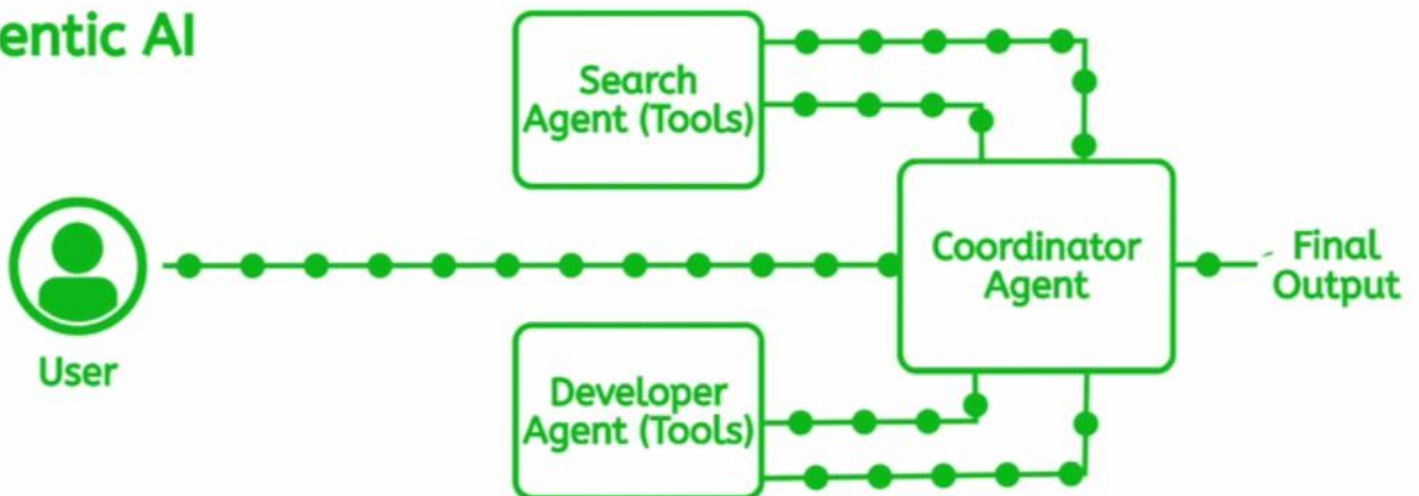 entic AI
Search
Agent (Tools)
Coordinator
Agent
Final
Output
User
Developer
Agent (Tools)